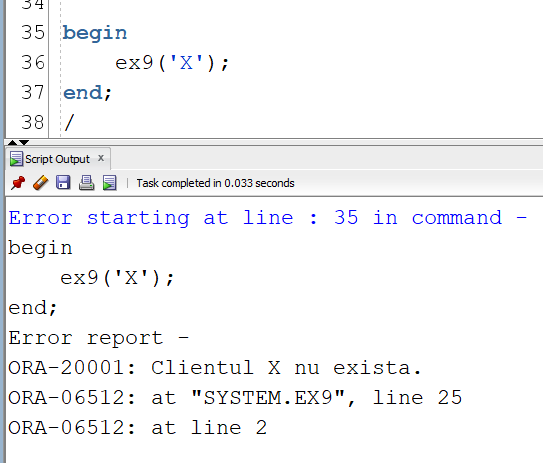 34
35 begin
36     ex9('X');
37 end;
38 /
Script Output x
Task completed in 0.033 seconds
Error starting at line : 35 in command -
begin
    ex9('X');
end;
Error report -
ORA-20001: Clientul X nu exista.
ORA-06512: at "SYSTEM.EX9", line 25
ORA-06512: at line 2